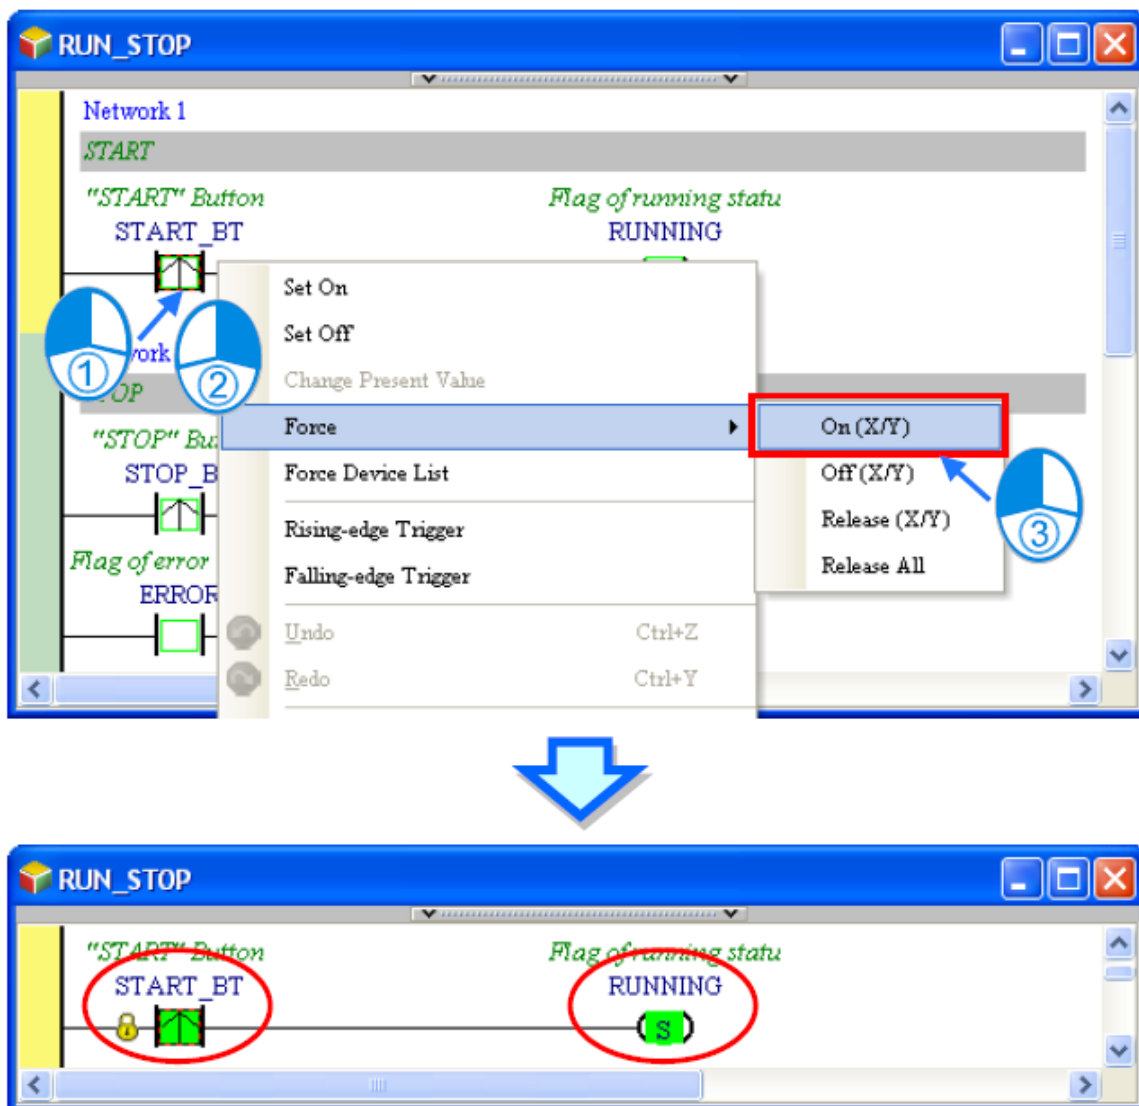 RUN_STOP
Network 1
START
"START" Button
Flag of running statu
START_BT
RUNNING
Set On
Set Off
Change Present Value
Force
On (X/Y)
Force Device List
Off (X/Y)
Release (X/Y)
Release All
Rising-edge Trigger
Falling-edge Trigger
Undo Ctrl+Z
Redo Ctrl+Y
1
2
3
work
OP
"STOP" Bu
STOP_B
Flag of error
ERROR
RUN_STOP
"START" Button
Flag of running statu
START_BT
RUNNING
S